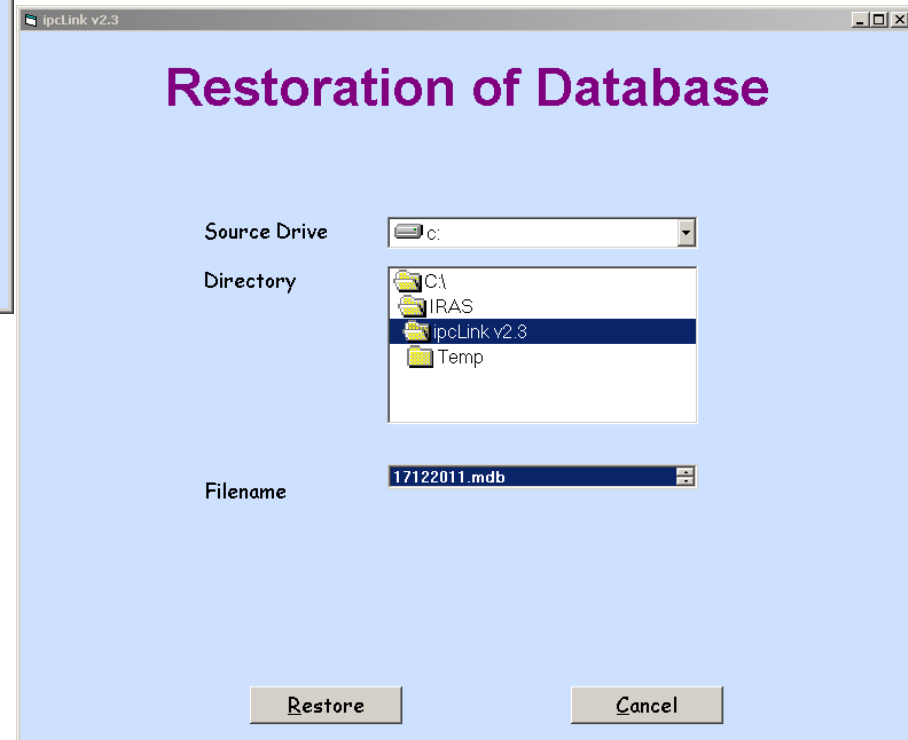 ipcLink v2.3
Restoration of Database
Source Drive
c:
Directory
C:\
IRAS
ipcLink v2.3
Temp
Filename
17122011.mdb
Restore
Cancel